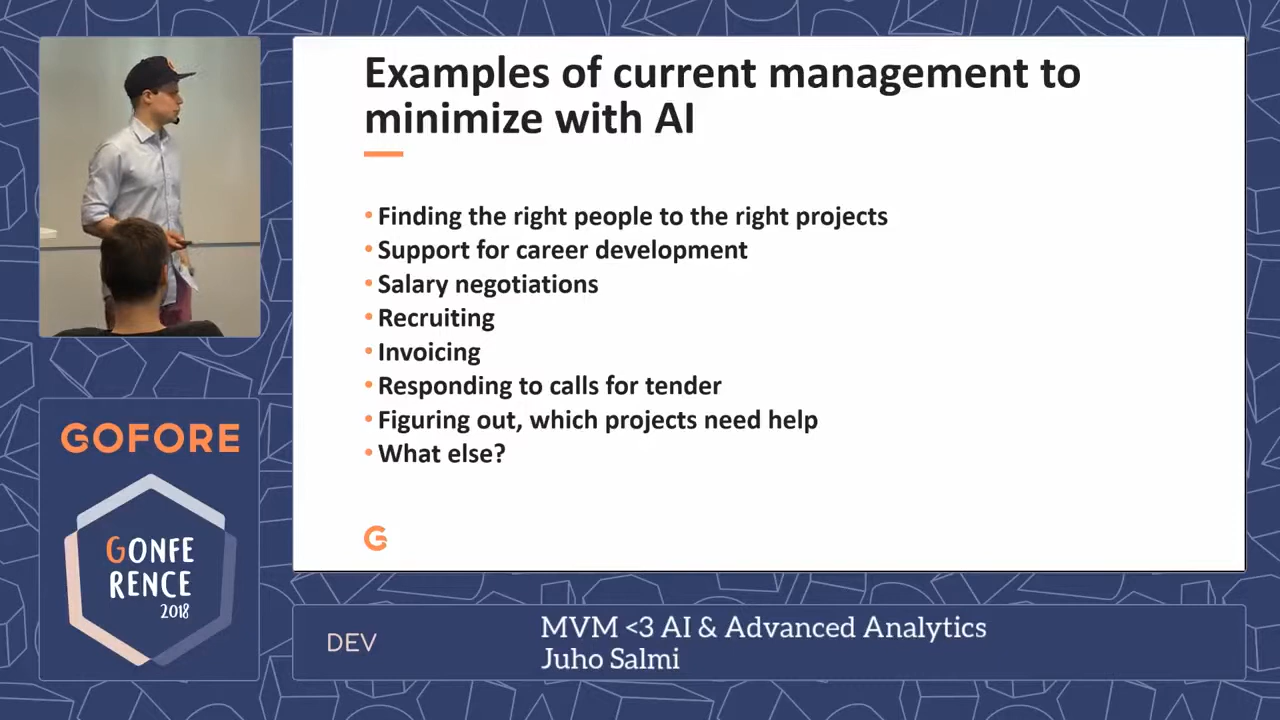 Examples of current management to
minimize with AI
• Finding the right people to the right projects
• Support for career development
• Salary negotiations
• Recruiting
• Invoicing
• Responding to calls for tender
• Figuring out, which projects need help
• What else?
G
GOFORE
GONFE
RENCE
2018
DEV
MVM <3 AI & Advanced Analytics
Juho Salmi